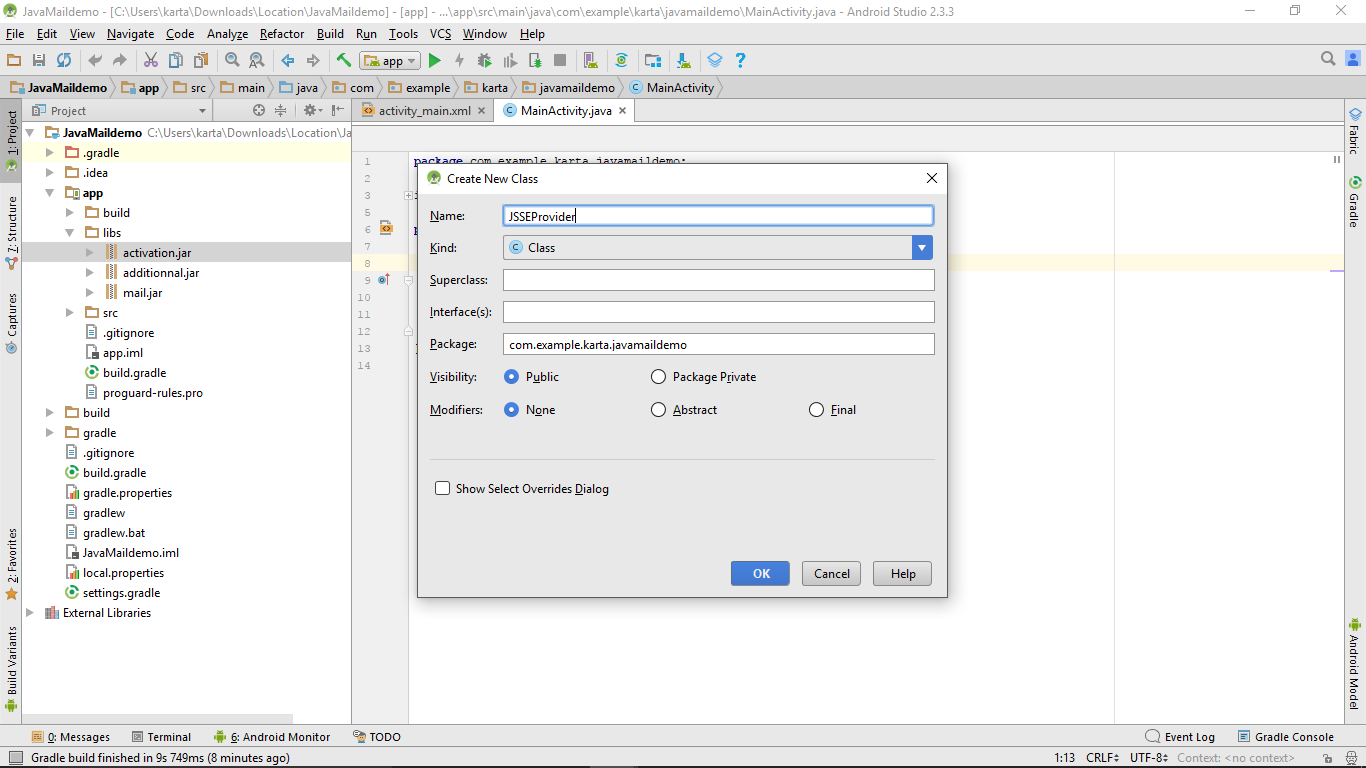 JavaMaildemo - [C:\Users\karta\Downloads\Location\JavaMaildemo] - [app] - ...\app\src\main\java\com\example\karta\javamaildemo\MainActivity.java - Android Studio 2.3.3
File Edit View Navigate Code Analyze Refactor Build Run Tools VCS Window Help
app
JavaMaildemo app src main java com example karta javamaildemo MainActivity
Project
activity_main.xml
MainActivity.java
1: Project
7: Structure
Captures
2: Favorites
Build Variants
JavaMaildemo C:\Users\karta\Downloads\Location\Ja
.gradle
.idea
app
build
libs
activation.jar
additionnal.jar
mail.jar
src
.gitignore
app.iml
build.gradle
proguard-rules.pro
build
gradle
.gitignore
build.gradle
gradle.properties
gradlew
gradlew.bat
JavaMaildemo.iml
local.properties
settings.gradle
External Libraries
1
2
3
5
6
7
8
9
10
11
12
13
14
package com.example.karta.javamaildemo;
Create New Class
Name: JSSEProvider
Kind: Class
Superclass:
Interface(s):
Package: com.example.karta.javamaildemo
Visibility: Public Package Private
Modifiers: None Abstract Final
Show Select Overrides Dialog
OK Cancel Help
Fabric
Gradle
Android Model
0: Messages Terminal 6: Android Monitor TODO Event Log Gradle Console
Gradle build finished in 9s 749ms (8 minutes ago) 1:13 CRLF UTF-8 Context: <no context>